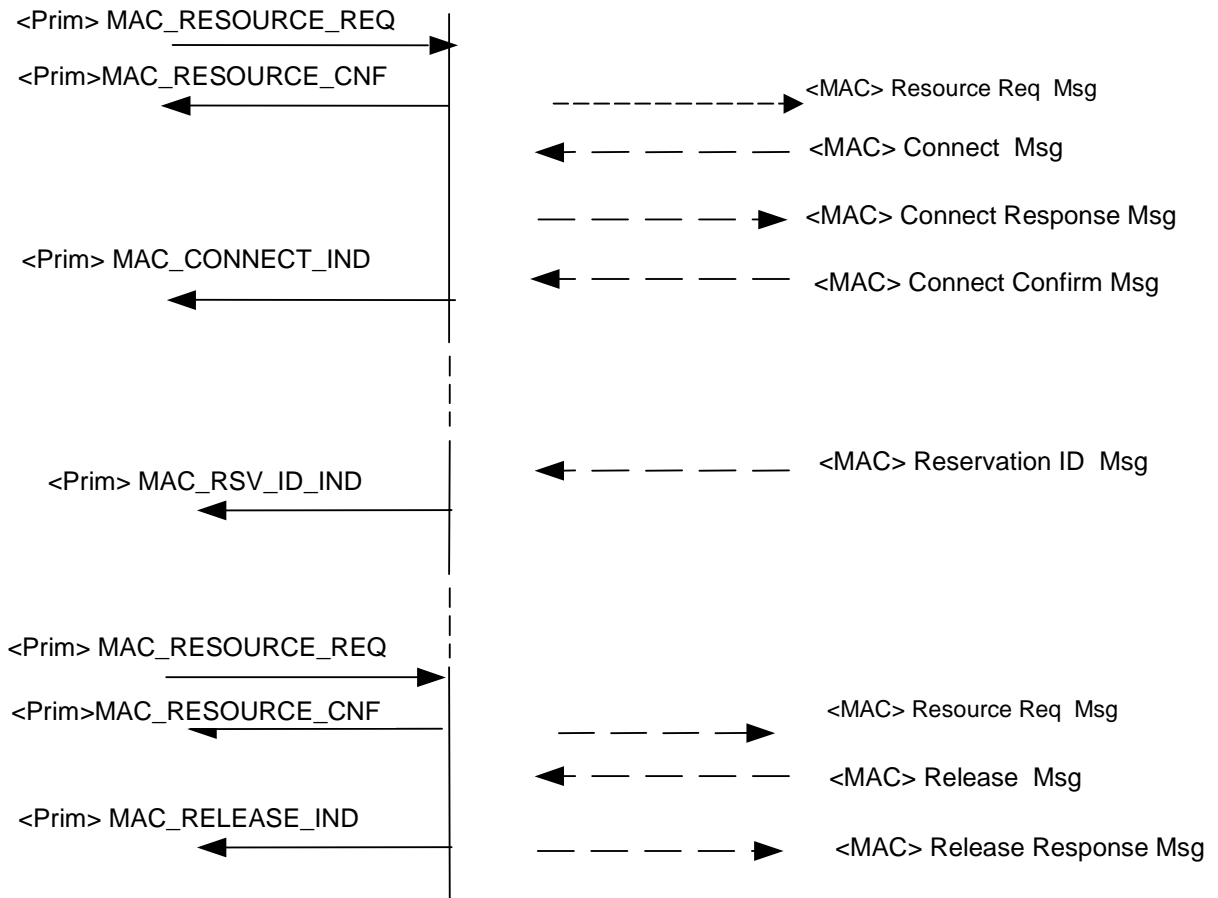 <Prim> MAC_RESOURCE_REQ
<Prim>MAC_RESOURCE_CNF
<MAC> Resource Req  Msg
<MAC> Connect  Msg
<MAC> Connect Response Msg
<Prim> MAC_CONNECT_IND
<MAC> Connect Confirm Msg
<MAC> Reservation ID  Msg
<Prim> MAC_RSV_ID_IND
<Prim> MAC_RESOURCE_REQ
<Prim>MAC_RESOURCE_CNF
<MAC> Resource Req  Msg
<MAC> Release  Msg
<Prim> MAC_RELEASE_IND
<MAC> Release Response Msg